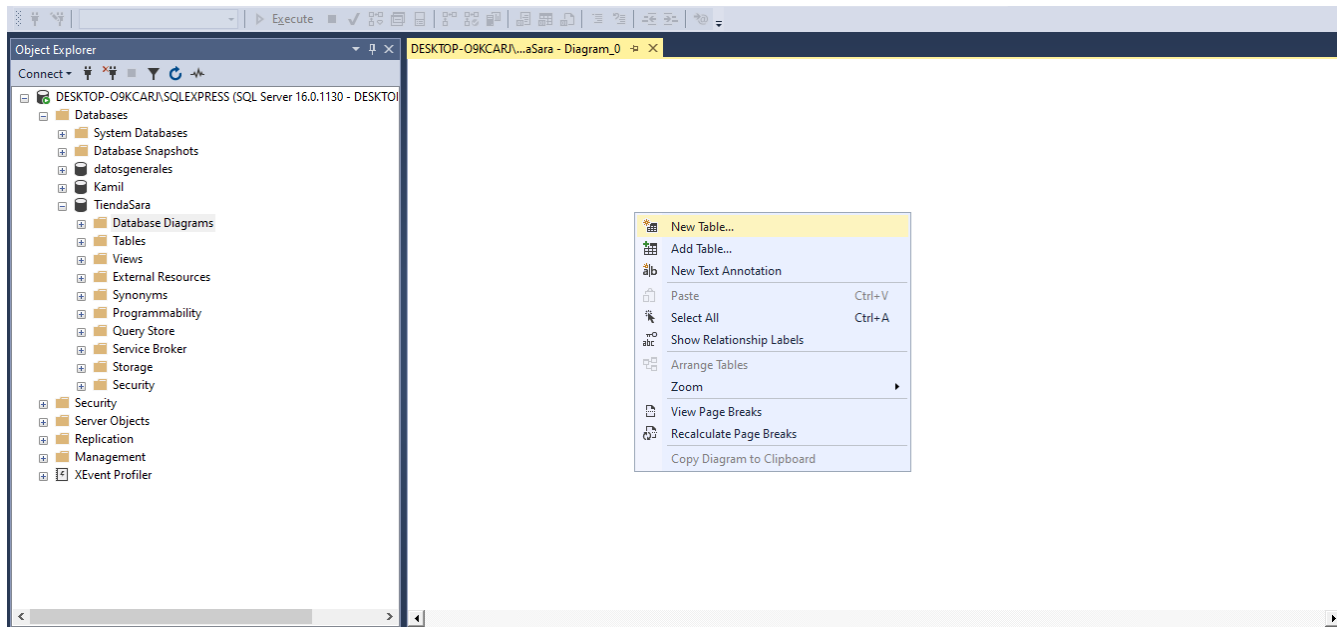 Execute
Object Explorer
DESKTOP-O9KCARJ\...aSara - Diagram_0
Connect
DESKTOP-O9KCARJ\SQLEXPRESS (SQL Server 16.0.1130 - DESKTO
Databases
System Databases
Database Snapshots
datosgenerales
Kamil
TiendaSara
Database Diagrams
Tables
Views
External Resources
Synonyms
Programmability
Query Store
Service Broker
Storage
Security
Security
Server Objects
Replication
Management
XEvent Profiler
New Table...
Add Table...
New Text Annotation
Paste Ctrl+V
Select All Ctrl+A
Show Relationship Labels
Arrange Tables
Zoom
View Page Breaks
Recalculate Page Breaks
Copy Diagram to Clipboard